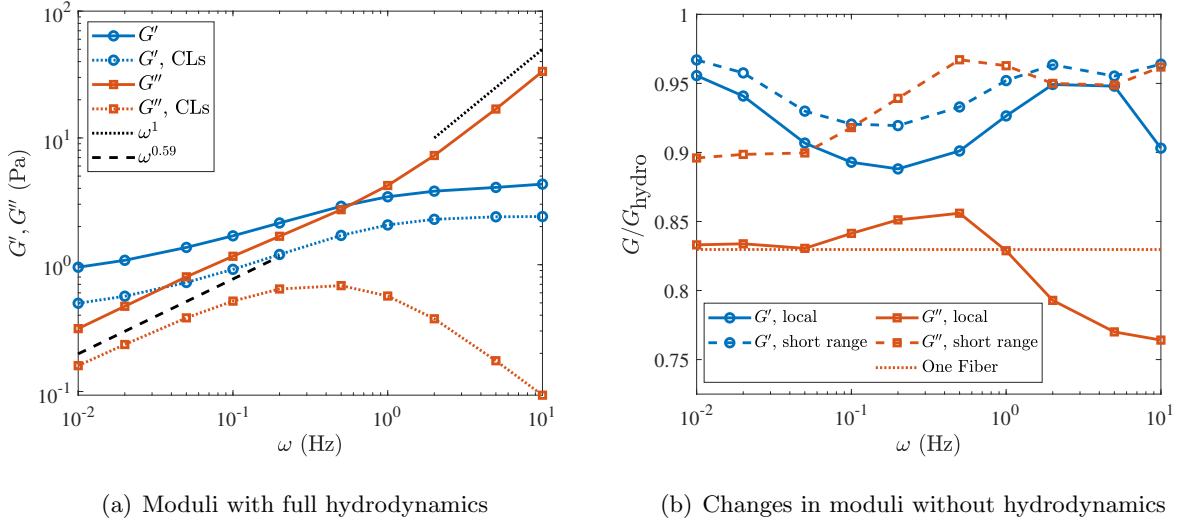 10^2
10^1
10^0
10^-1
G′, G″ (Pa)
G′
G′, CLs
G″
G″, CLs
ω^1
ω^0.59
10^-2
10^-1
10^0
10^1
ω (Hz)
(a) Moduli with full hydrodynamics
1
0.95
0.9
0.85
0.8
0.75
G/G_hydro
G′, local
G′, short range
G″, local
G″, short range
One Fiber
10^-2
10^-1
10^0
10^1
ω (Hz)
(b) Changes in moduli without hydrodynamics